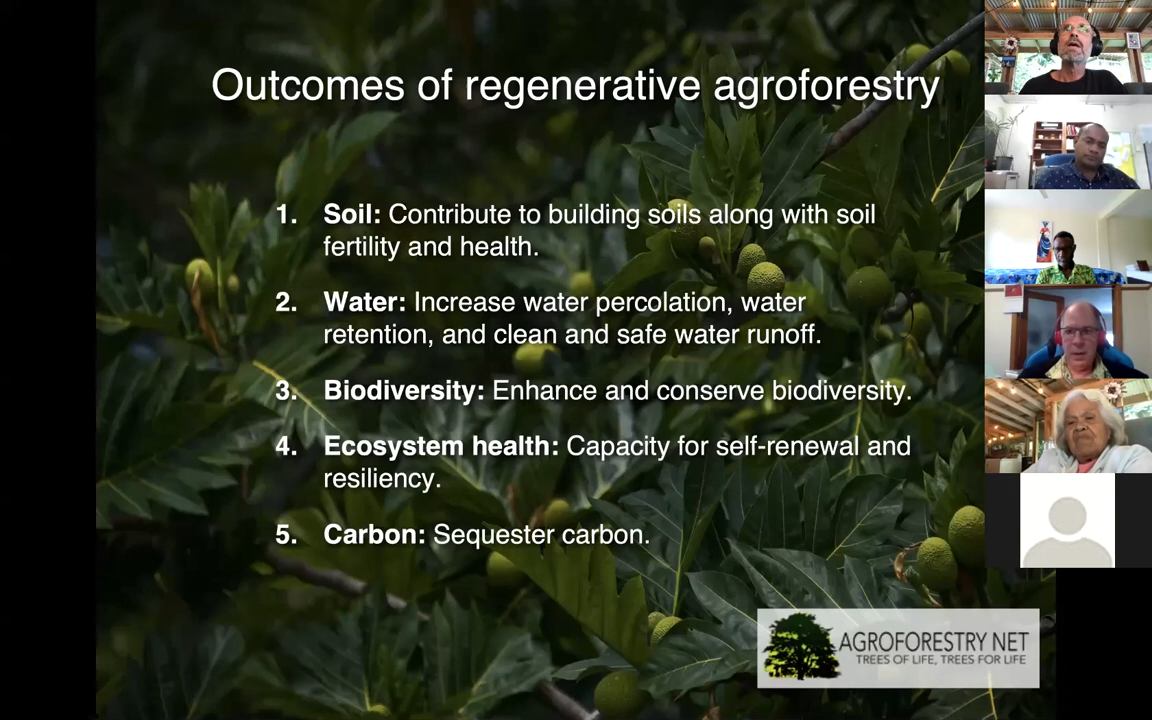 Outcomes of regenerative agroforestry
1. Soil: Contribute to building soils along with soil
fertility and health.
2. Water: Increase water percolation, water
retention, and clean and safe water runoff.
3. Biodiversity: Enhance and conserve biodiversity.
4. Ecosystem health: Capacity for self-renewal and
resiliency.
5. Carbon: Sequester carbon.
AGROFORESTRY NET
TREES OF LIFE, TREES FOR LIFE